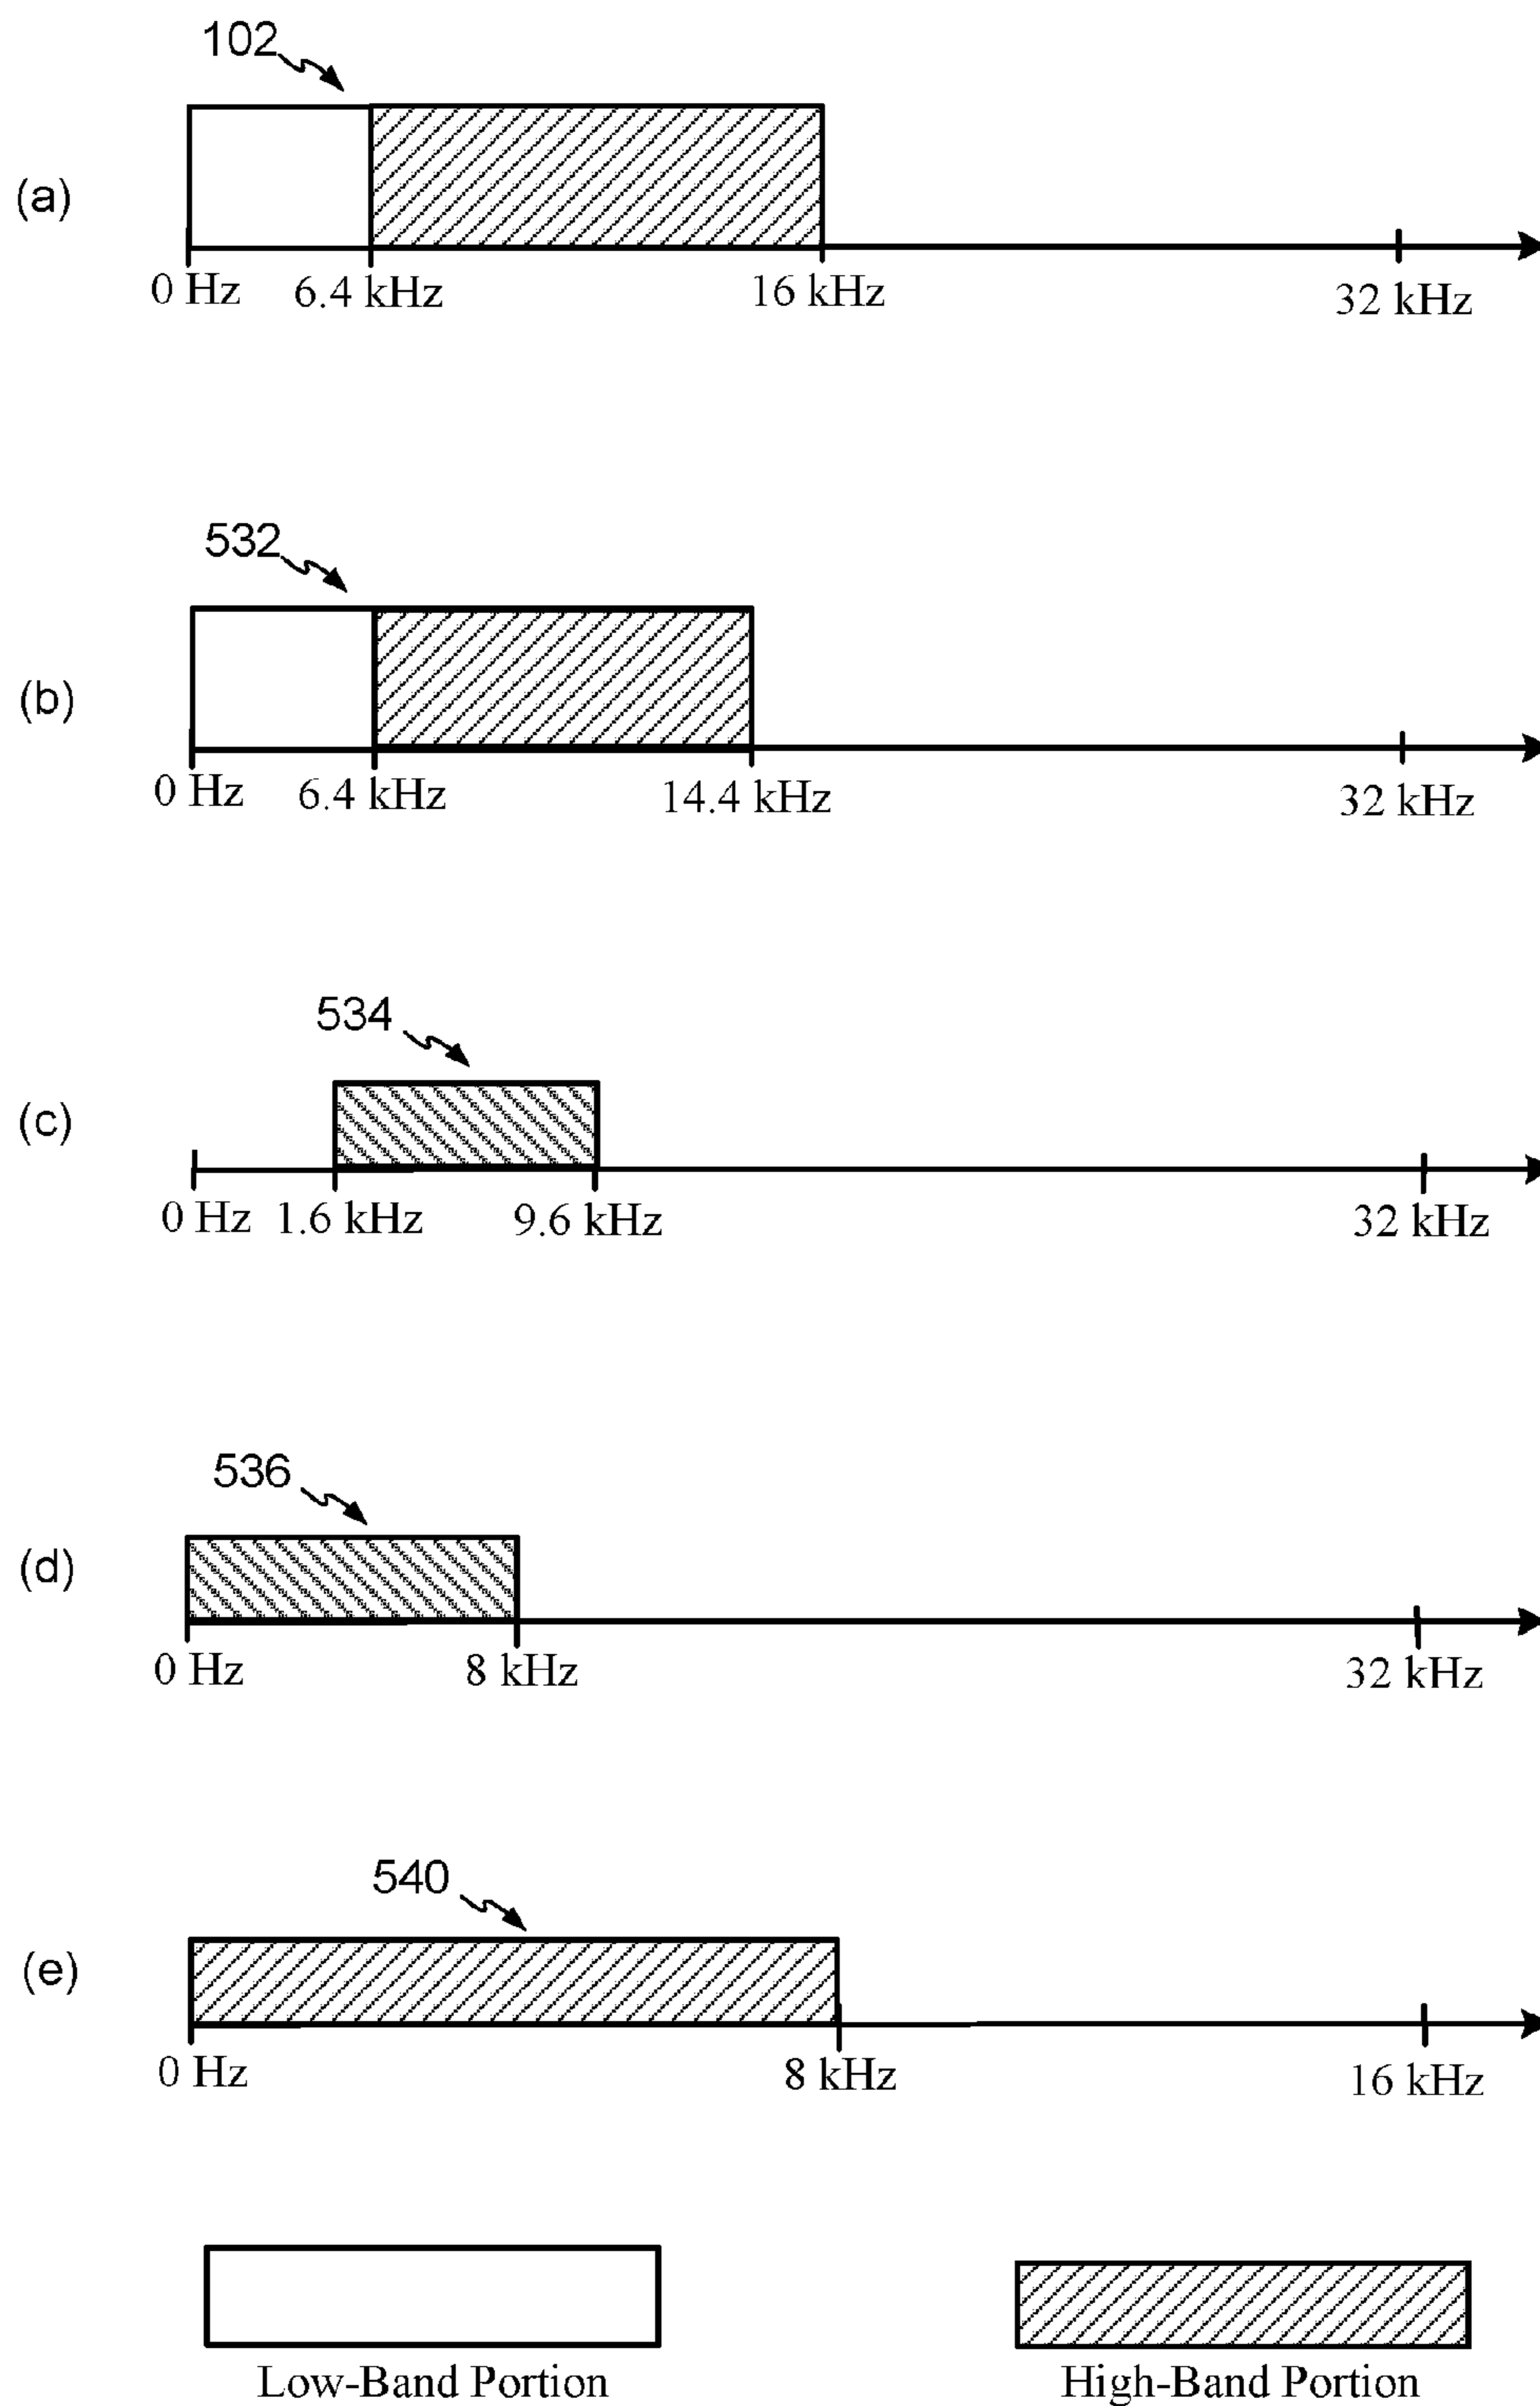 102
(a)
0 Hz 6.4 kHz 16 kHz 32 kHz
532
(b)
0 Hz 6.4 kHz 14.4 kHz 32 kHz
534
(c)
0 Hz 1.6 kHz 9.6 kHz 32 kHz
536
(d)
0 Hz 8 kHz 32 kHz
540
(e)
0 Hz 8 kHz 16 kHz
Low-Band Portion High-Band Portion